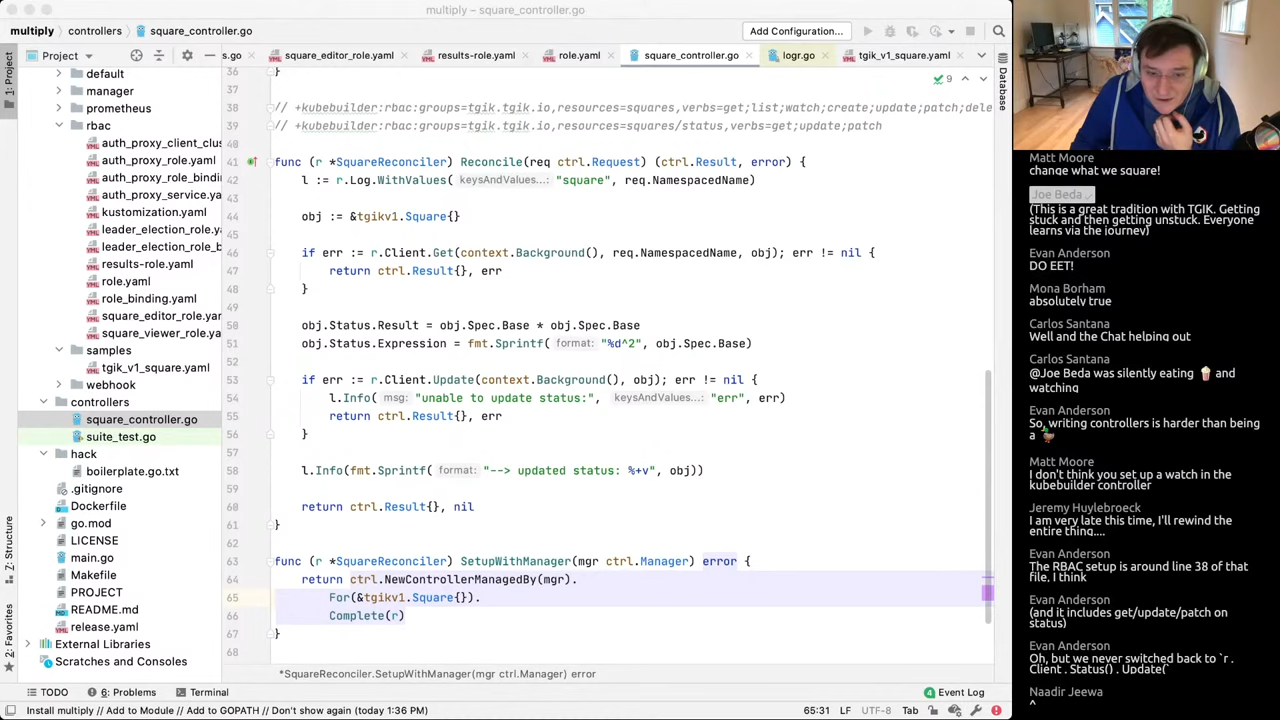 multiply – square_controller.go
multiply controllers square_controller.go
Add Configuration...
Project
s.go square_editor_role.yaml results-role.yaml role.yaml square_controller.go logr.go tgik_v1_square.yaml
1: Project
Z: Structure
2: Favorites
Database
default
manager
prometheus
rbac
auth_proxy_client_clus
auth_proxy_role.yaml
auth_proxy_role_bindi
auth_proxy_service.ya
kustomization.yaml
leader_election_role.y
leader_election_role_b
results-role.yaml
role.yaml
role_binding.yaml
square_editor_role.ya
square_viewer_role.ya
samples
tgik_v1_square.yaml
webhook
controllers
square_controller.go
suite_test.go
hack
boilerplate.go.txt
.gitignore
Dockerfile
go.mod
LICENSE
main.go
Makefile
PROJECT
README.md
release.yaml
External Libraries
Scratches and Consoles
9
36 }
37
38 // +kubebuilder:rbac:groups=tgik.tgik.io,resources=squares,verbs=get;list;watch;create;update;patch;dele
39 // +kubebuilder:rbac:groups=tgik.tgik.io,resources=squares/status,verbs=get;update;patch
40
41 func (r *SquareReconciler) Reconcile(req ctrl.Request) (ctrl.Result, error) {
42 l := r.Log.WithValues( keysAndValues...: "square", req.NamespacedName)
43
44 obj := &tgikv1.Square{}
45
46 if err := r.Client.Get(context.Background(), req.NamespacedName, obj); err != nil {
47 return ctrl.Result{}, err
48 }
49
50 obj.Status.Result = obj.Spec.Base * obj.Spec.Base
51 obj.Status.Expression = fmt.Sprintf( format: "%d^2", obj.Spec.Base)
52
53 if err := r.Client.Update(context.Background(), obj); err != nil {
54 l.Info( msg: "unable to update status:", keysAndValues...: "err", err)
55 return ctrl.Result{}, err
56 }
57
58 l.Info(fmt.Sprintf( format: "--> updated status: %+v", obj))
59
60 return ctrl.Result{}, nil
61 }
62
63 func (r *SquareReconciler) SetupWithManager(mgr ctrl.Manager) error {
64 return ctrl.NewControllerManagedBy(mgr).
65 For(&tgikv1.Square{}).
66 Complete(r)
67 }
68
*SquareReconciler.SetupWithManager(mgr ctrl.Manager) error
TODO 6: Problems Terminal Event Log
Install multiply // Add to Module // Add to GOPATH // Don't show again (today 1:36 PM) 65:31 LF UTF-8 Tab
Matt Moore
change what we square!
Joe Beda
(This is a great tradition with TGIK. Getting
stuck and then getting unstuck. Everyone
learns via the journey)
Evan Anderson
DO EET!
Mona Borham
absolutely true
Carlos Santana
Well and the Chat helping out
Carlos Santana
@Joe Beda was silently eating 🍿 and
watching
Evan Anderson
So, writing controllers is harder than being
a 🦆
Matt Moore
I don't think you set up a watch in the
kubebuilder controller
Jeremy Huylebroeck
I am very late this time, I'll rewind the
entire thing....
Evan Anderson
The RBAC setup is around line 38 of that
file, I think
Evan Anderson
(and it includes get/update/patch on
status)
Evan Anderson
Oh, but we never switched back to `r .
Client . Status() . Update(`
Naadir Jeewa
^